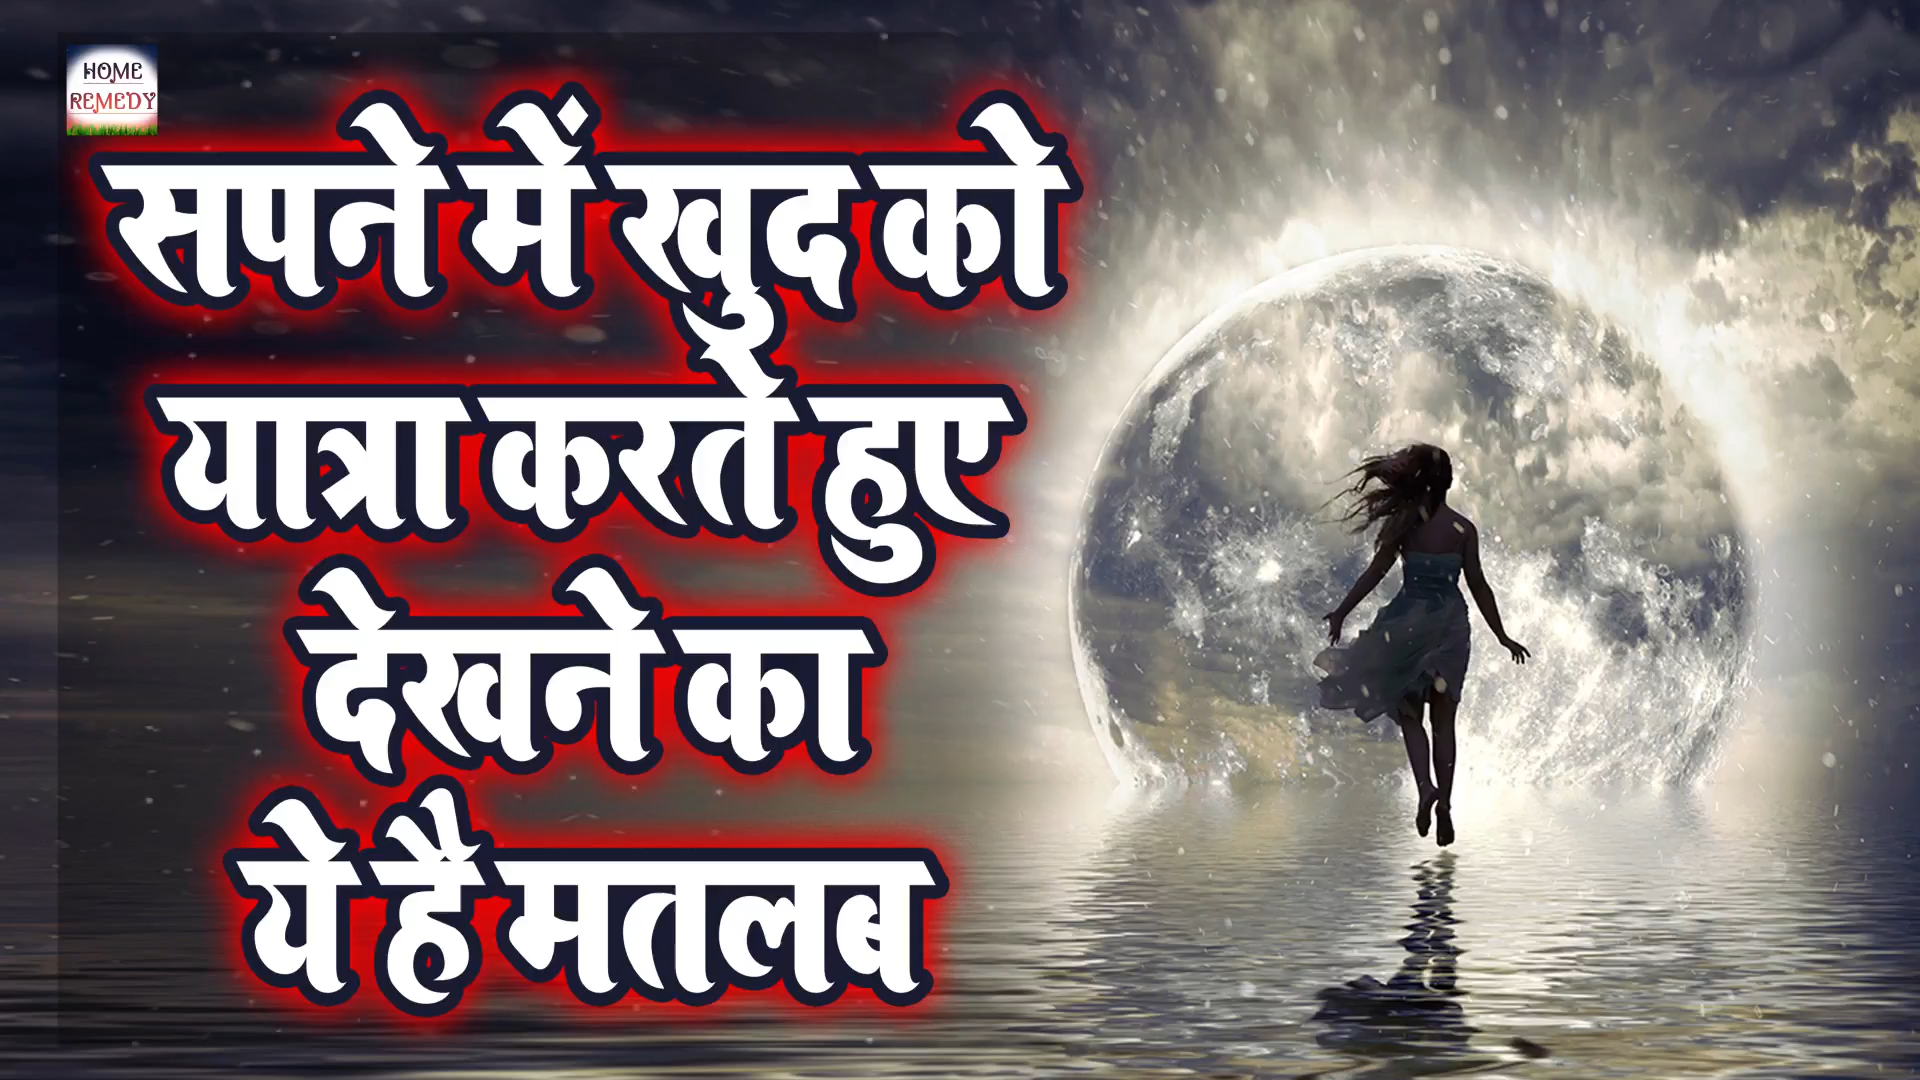 HOME
REMEDY
सपने में खुद को
यात्रा करते हुए
देखने का
ये है मतलब